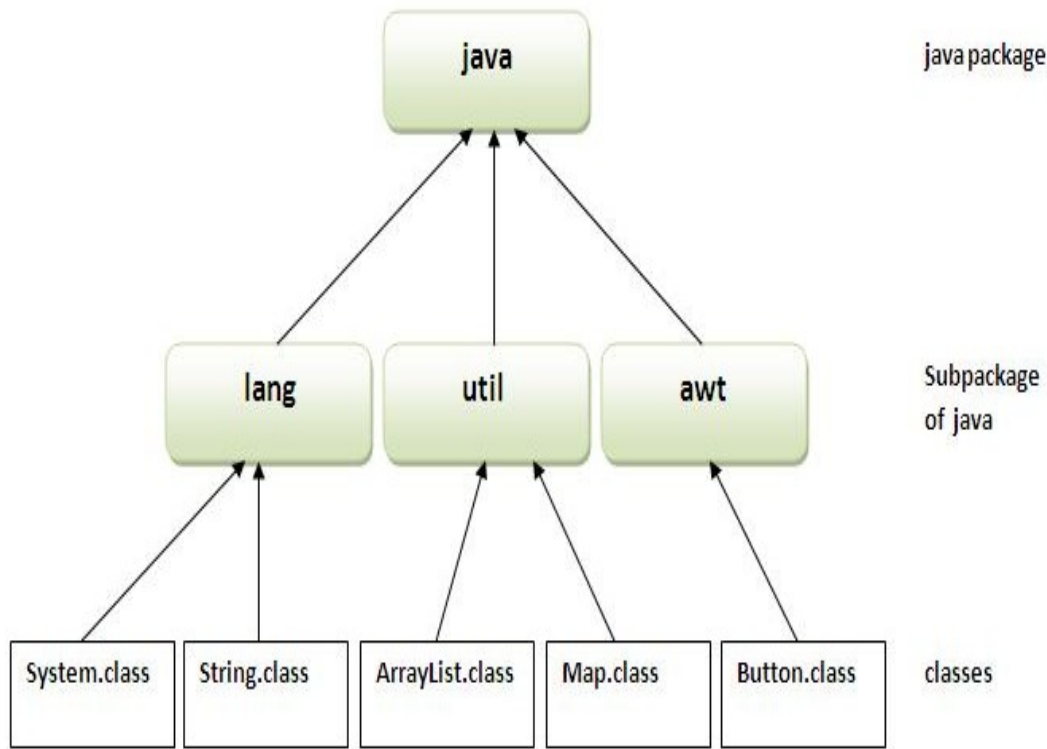 java
java package
lang
util
awt
Subpackage
of java
System.class
String.class
ArrayList.class
Map.class
Button.class
classes